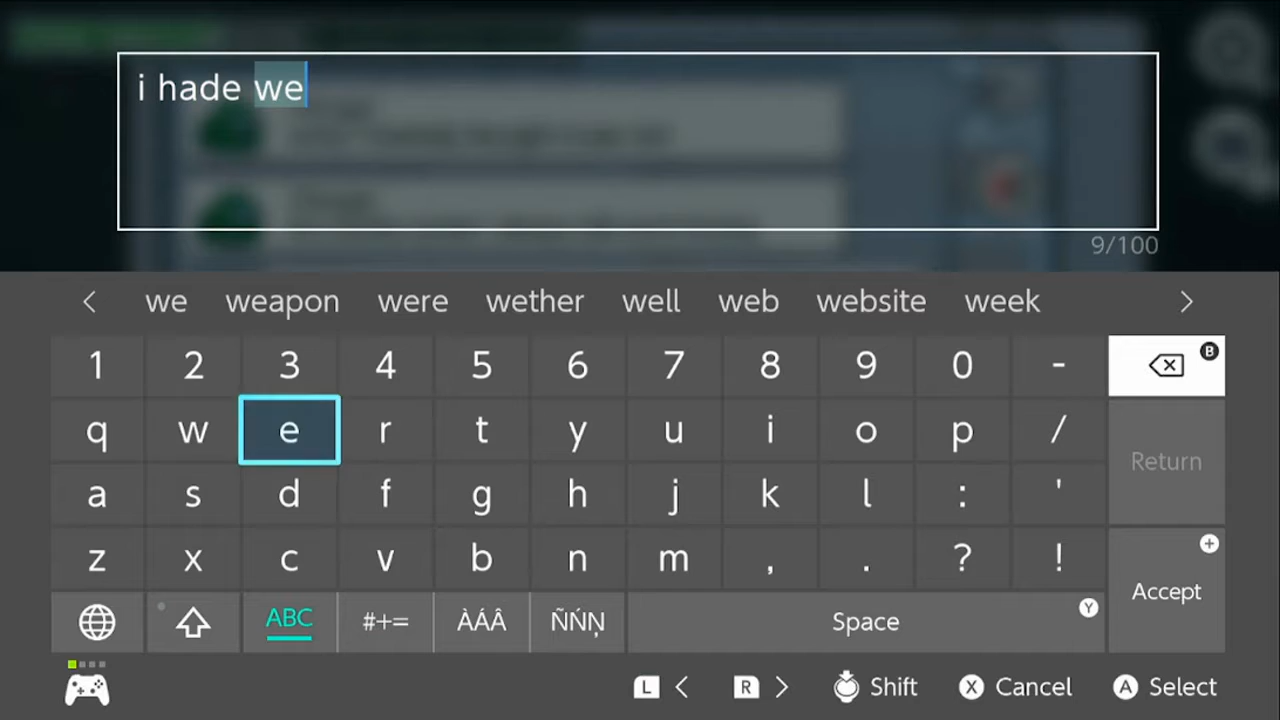 i hade we
9/100
we weapon were wether well web website week
1 2 3 4 5 6 7 8 9 0 - B
q w e r t y u i o p / Return
a s d f g h j k l : '
z x c v b n m , . ? ! + Accept
ABC #+= ÀÁÂ ÑŃŅ Space Y
L R Shift X Cancel A Select